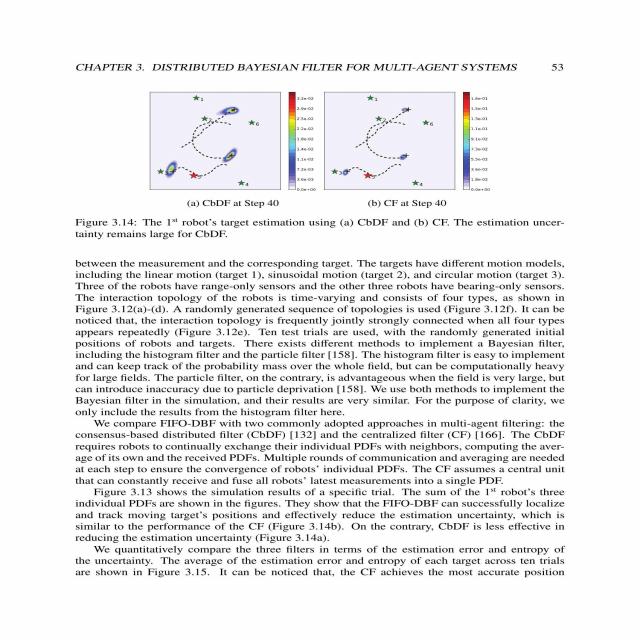 CHAPTER 3. DISTRIBUTED BAYESIAN FILTER FOR MULTI-AGENT SYSTEMS 53
(a) CbDF at Step 40
(b) CF at Step 40
Figure 3.14: The 1st robot's target estimation using (a) CbDF and (b) CF. The estimation uncer-
tainty remains large for CbDF.
between the measurement and the corresponding target. The targets have different motion models,
including the linear motion (target 1), sinusoidal motion (target 2), and circular motion (target 3).
Three of the robots have range-only sensors and the other three robots have bearing-only sensors.
The interaction topology of the robots is time-varying and consists of four types, as shown in
Figure 3.12(a)-(d). A randomly generated sequence of topologies is used (Figure 3.12f). It can be
noticed that, the interaction topology is frequently jointly strongly connected when all four types
appears repeatedly (Figure 3.12e). Ten test trials are used, with the randomly generated initial
positions of robots and targets. There exists different methods to implement a Bayesian filter,
including the histogram filter and the particle filter [158]. The histogram filter is easy to implement
and can keep track of the probability mass over the whole field, but can be computationally heavy
for large fields. The particle filter, on the contrary, is advantageous when the field is very large, but
can introduce inaccuracy due to particle deprivation [158]. We use both methods to implement the
Bayesian filter in the simulation, and their results are very similar. For the purpose of clarity, we
only include the results from the histogram filter here.
We compare FIFO-DBF with two commonly adopted approaches in multi-agent filtering: the
consensus-based distributed filter (CbDF) [132] and the centralized filter (CF) [166]. The CbDF
requires robots to continually exchange their individual PDFs with neighbors, computing the aver-
age of its own and the received PDFs. Multiple rounds of communication and averaging are needed
at each step to ensure the convergence of robots' individual PDFs. The CF assumes a central unit
that can constantly receive and fuse all robots' latest measurements into a single PDF.
Figure 3.13 shows the simulation results of a specific trial. The sum of the 1st robot's three
individual PDFs are shown in the figures. They show that the FIFO-DBF can successfully localize
and track moving target's positions and effectively reduce the estimation uncertainty, which is
similar to the performance of the CF (Figure 3.14b). On the contrary, CbDF is less effective in
reducing the estimation uncertainty (Figure 3.14a).
We quantitatively compare the three filters in terms of the estimation error and entropy of
the uncertainty. The average of the estimation error and entropy of each target across ten trials
are shown in Figure 3.15. It can be noticed that, the CF achieves the most accurate position